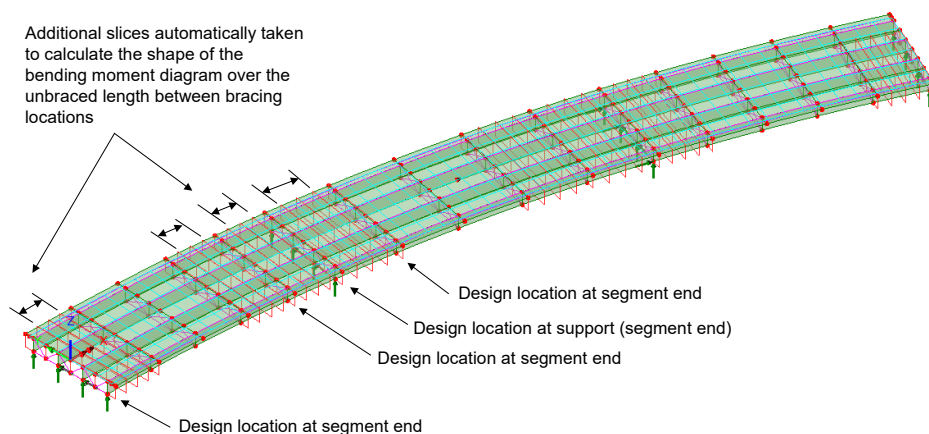 Additional slices automatically taken
to calculate the shape of the
bending moment diagram over the
unbraced length between bracing
locations
Design location at segment end
Design location at support (segment end)
Design location at segment end
Z
X
Design location at segment end